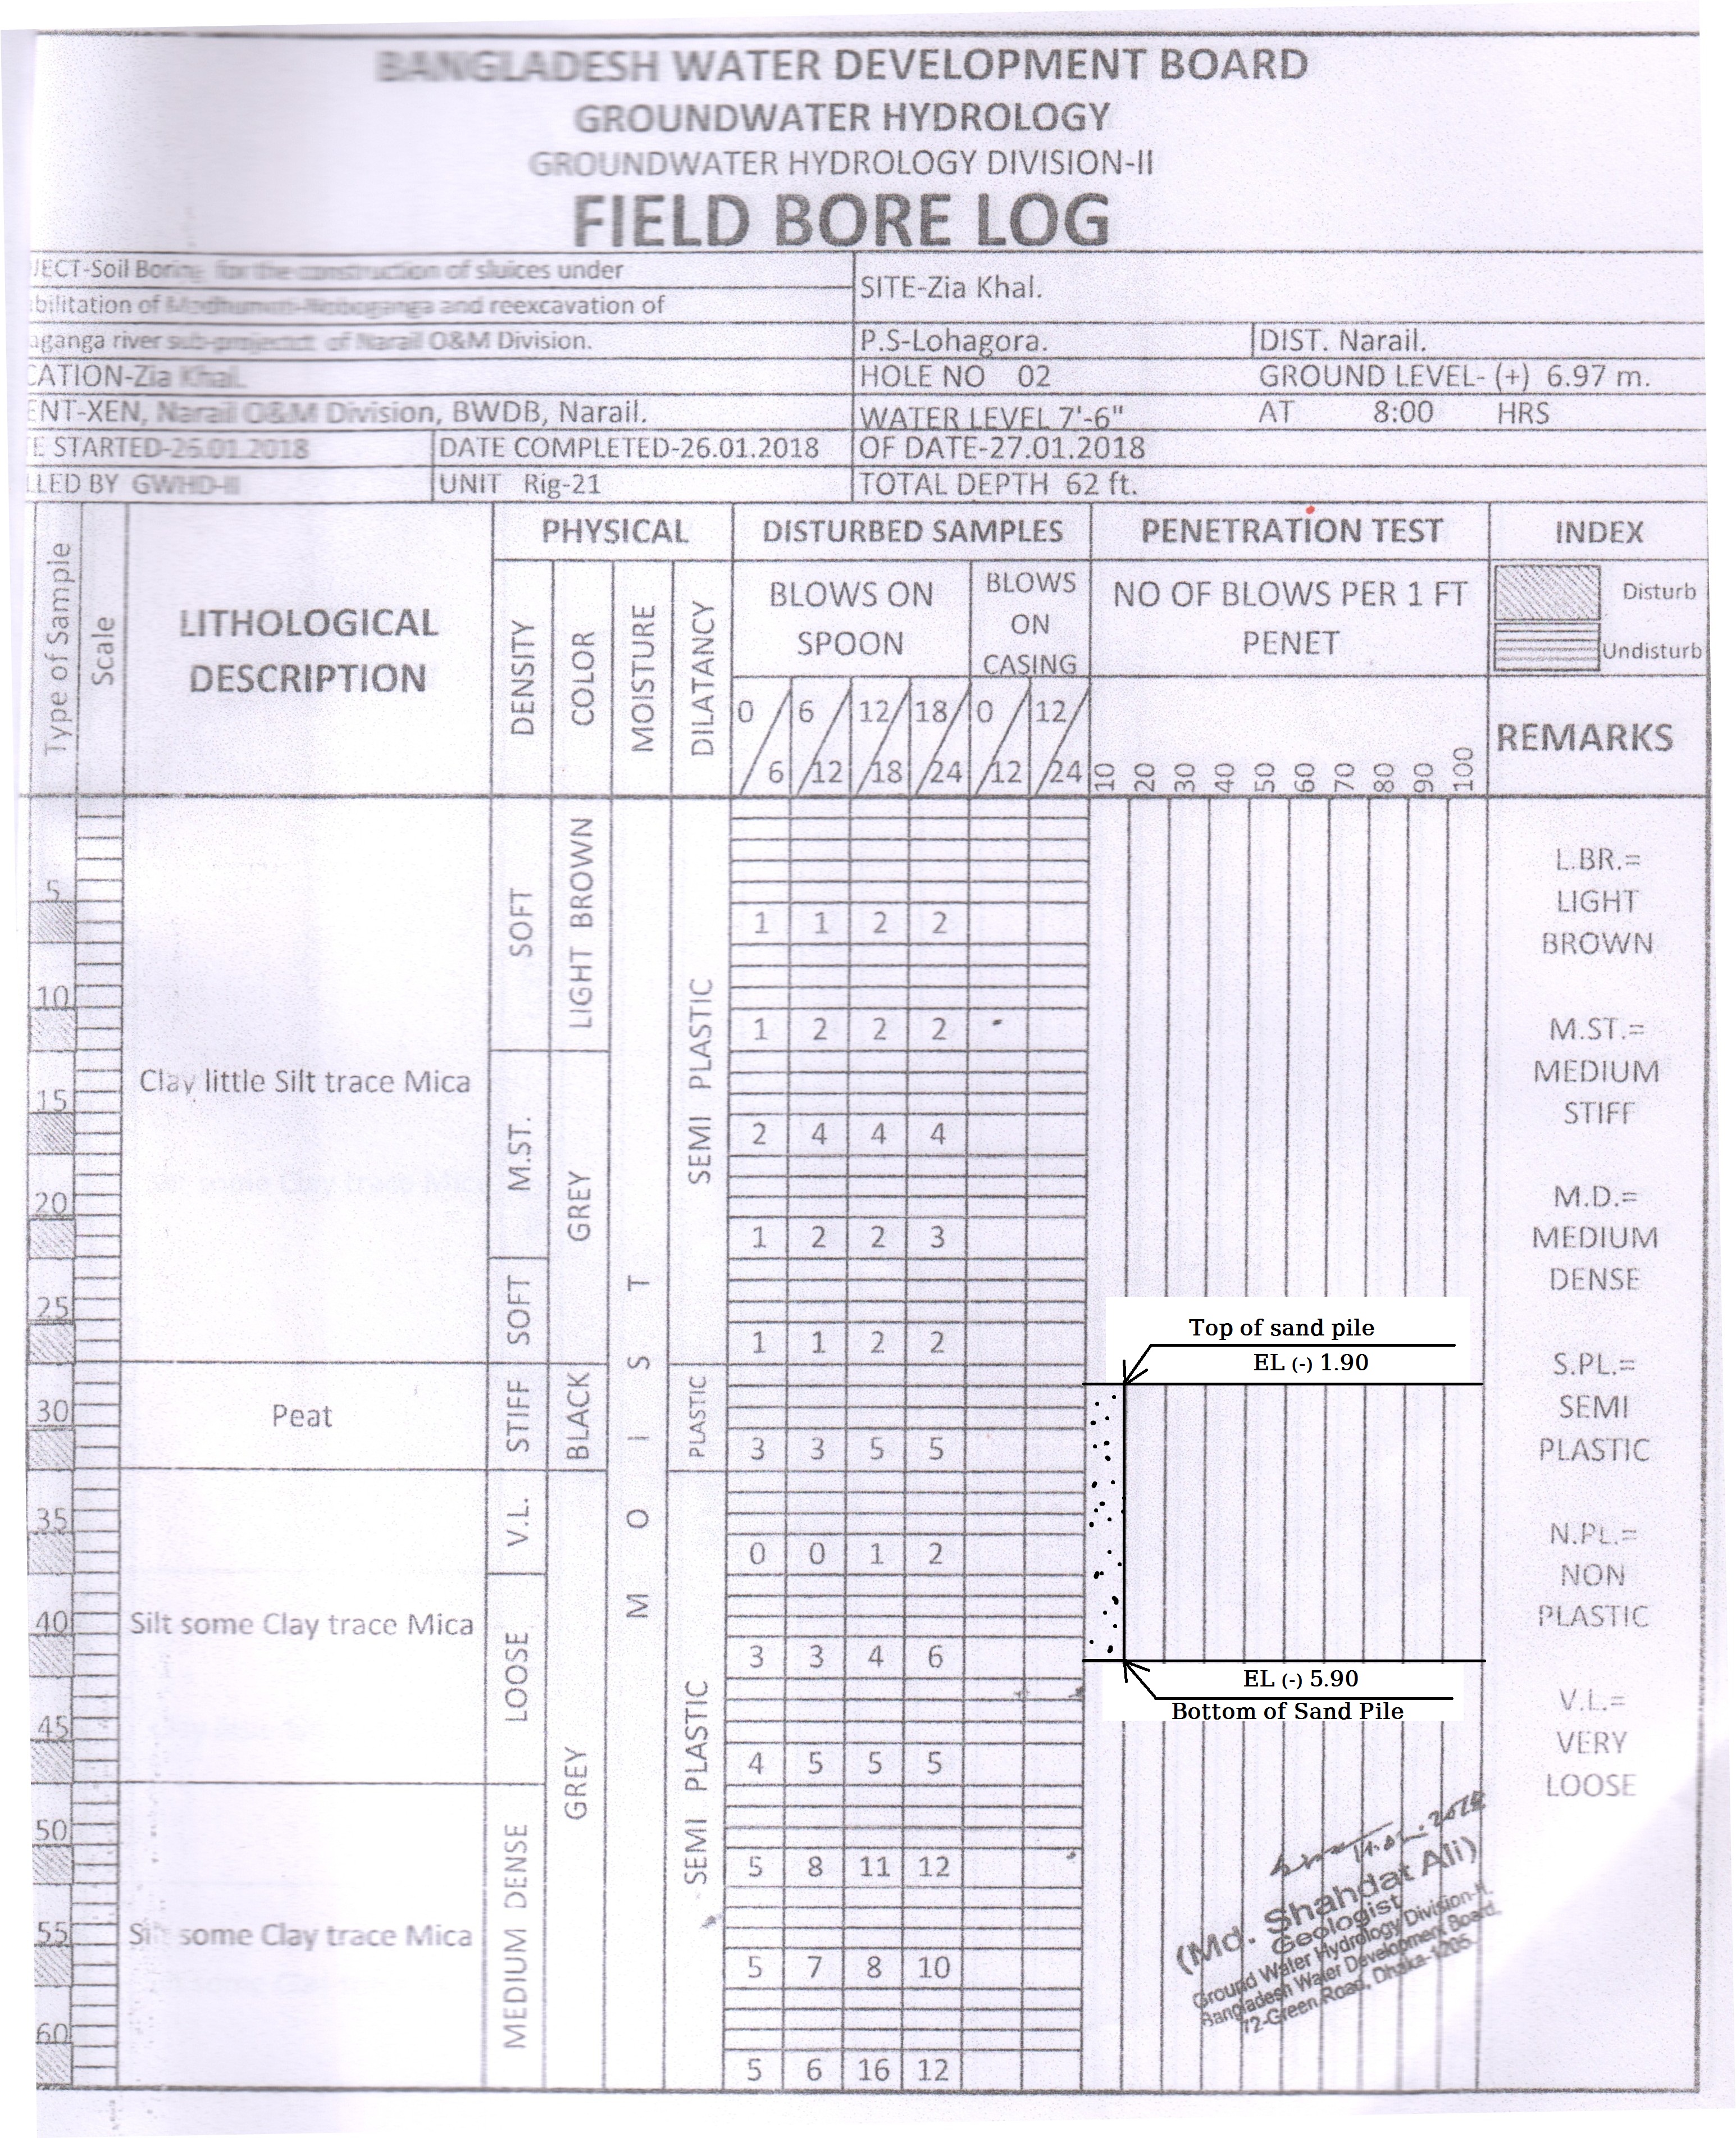 BANGLADESH WATER DEVELOPMENT BOARD
GROUNDWATER HYDROLOGY
GROUNDWATER HYDROLOGY DIVISION-II
FIELD BORE LOG
JECT-Soil Boring, for the construction of sluices under
bilitation of Madhumoti-Noboganga and reexcavation of
aganga river sub-projenct of Narail O&M Division.
SITE-Zia Khal.
P.S-Lohagora. DIST. Narail.
CATION-Zia Khal.
HOLE NO 02 GROUND LEVEL- (+) 6.97 m.
ENT-XEN, Narail O&M Division, BWDB, Narail.
WATER LEVEL 7'-6" AT 8:00 HRS
E STARTED-26.01.2018 DATE COMPLETED-26.01.2018 OF DATE-27.01.2018
LLED BY GWHD-II UNIT Rig-21 TOTAL DEPTH 62 ft.
Type of Sample
Scale
LITHOLOGICAL
DESCRIPTION
PHYSICAL
DENSITY
COLOR
MOISTURE
DILATANCY
DISTURBED SAMPLES
BLOWS ON
SPOON
BLOWS
ON
CASING
0/6 6/12 12/18 18/24 0/12 12/24
PENETRATION TEST
NO OF BLOWS PER 1 FT
PENET
10 20 30 40 50 60 70 80 90 100
INDEX
Disturb
Undisturb
REMARKS
5
10
15
20
25
30
35
40
45
50
55
60
Clay little Silt trace Mica
Peat
Silt some Clay trace Mica
Silt some Clay trace Mica
SOFT
M.ST.
SOFT
STIFF
V.L.
LOOSE
MEDIUM DENSE
LIGHT BROWN
GREY
BLACK
GREY
MOIST
SEMI PLASTIC
PLASTIC
SEMI PLASTIC
1 1 2 2
1 2 2 2
2 4 4 4
1 2 2 3
1 1 2 2
3 3 5 5
0 0 1 2
3 3 4 6
4 5 5 5
5 8 11 12
5 7 8 10
5 6 16 12
Top of sand pile
EL (-) 1.90
EL (-) 5.90
Bottom of Sand Pile
L.BR.=
LIGHT
BROWN
M.ST.=
MEDIUM
STIFF
M.D.=
MEDIUM
DENSE
S.PL.=
SEMI
PLASTIC
N.PL.=
NON
PLASTIC
V.L.=
VERY
LOOSE
(Md. Shahdat Ali)
Geologist
Ground Water Hydrology Division-II.
Bangladesh Water Development Board.
72-Green Road, Dhaka-1205.